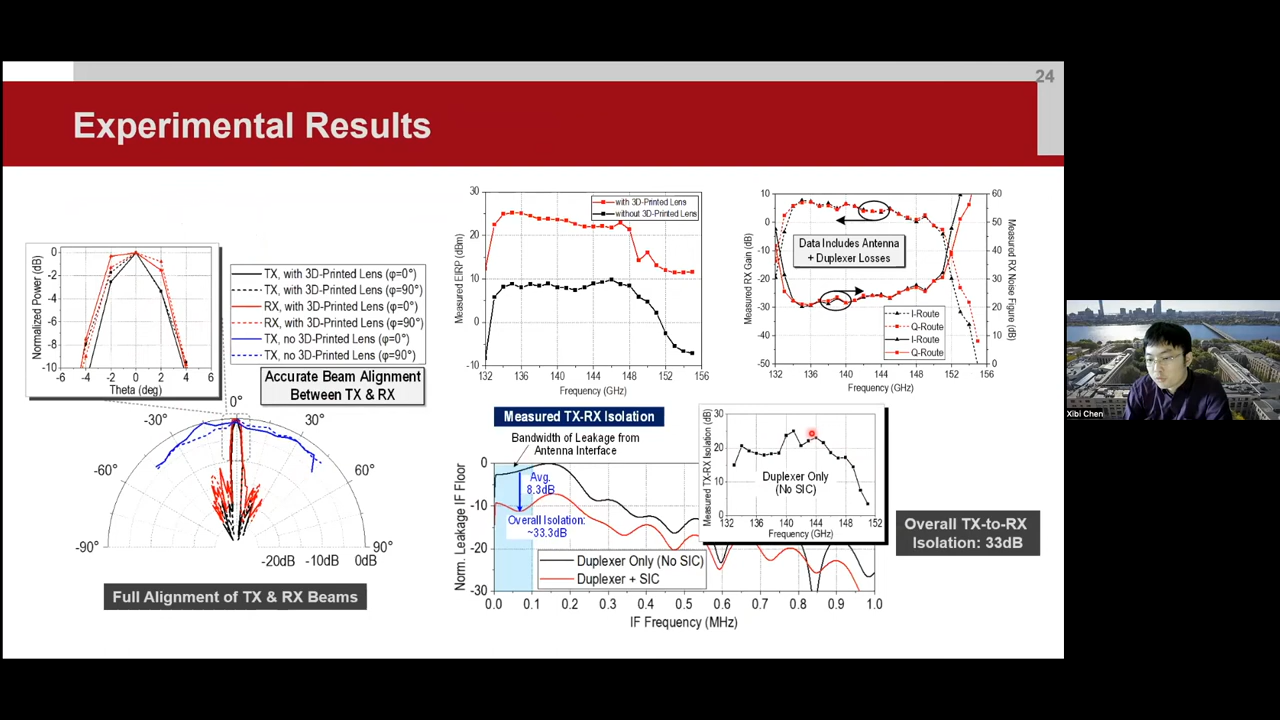 24
Experimental Results
Normalized Power (dB)
0
-2
-4
-6
-8
-10
-6 -4 -2 0 2 4 6
Theta (deg)
TX, with 3D-Printed Lens (φ=0°)
TX, with 3D-Printed Lens (φ=90°)
RX, with 3D-Printed Lens (φ=0°)
RX, with 3D-Printed Lens (φ=90°)
TX, no 3D-Printed Lens (φ=0°)
TX, no 3D-Printed Lens (φ=90°)
Accurate Beam Alignment
Between TX & RX
-90° -60° -30° 0° 30° 60° 90°
-20dB -10dB 0dB
Full Alignment of TX & RX Beams
Measured EIRP (dBm)
30
20
10
0
-10
with 3D-Printed Lens
without 3D-Printed Lens
132 136 140 144 148 152 156
Frequency (GHz)
Measured RX Gain (dB)
10
0
-10
-20
-30
-40
-50
Data Includes Antenna
+ Duplexer Losses
I-Route
Q-Route
I-Route
Q-Route
60
50
40
30
20
10
0
Measured RX Noise Figure (dB)
132 136 140 144 148 152 156
Frequency (GHz)
Measured TX-RX Isolation
Bandwidth of Leakage from
Antenna Interface
Norm. Leakage IF Floor
0
-10
-20
-30
Avg.
8.3dB
Overall Isolation:
~33.3dB
Duplexer Only (No SIC)
Duplexer + SIC
0.0 0.1 0.2 0.3 0.4 0.5 0.6 0.7 0.8 0.9 1.0
IF Frequency (MHz)
Measured TX-RX Isolation (dB)
30
20
10
0
Duplexer Only
(No SIC)
132 136 140 144 148 152
Frequency (GHz)
Overall TX-to-RX
Isolation: 33dB
Xibi Chen